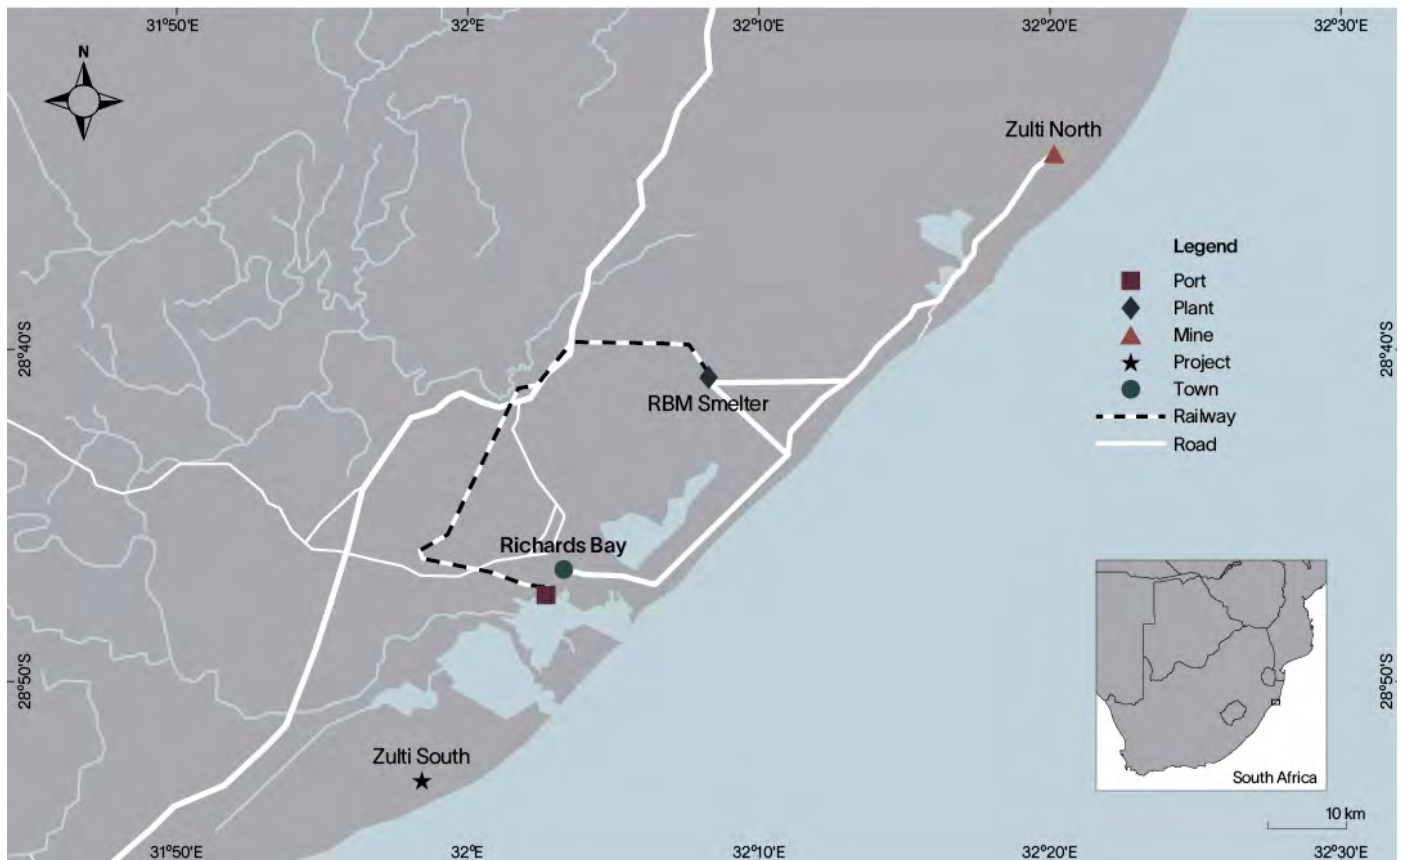 31°50'E
32°E
32°10'E
32°20'E
32°30'E
N
Zulti North
Legend
Port
Plant
Mine
Project
Town
Railway
Road
28°40'S
28°40'S
RBM Smelter
Richards Bay
28°50'S
28°50'S
Zulti South
South Africa
10 km
31°50'E
32°E
32°10'E
32°20'E
32°30'E